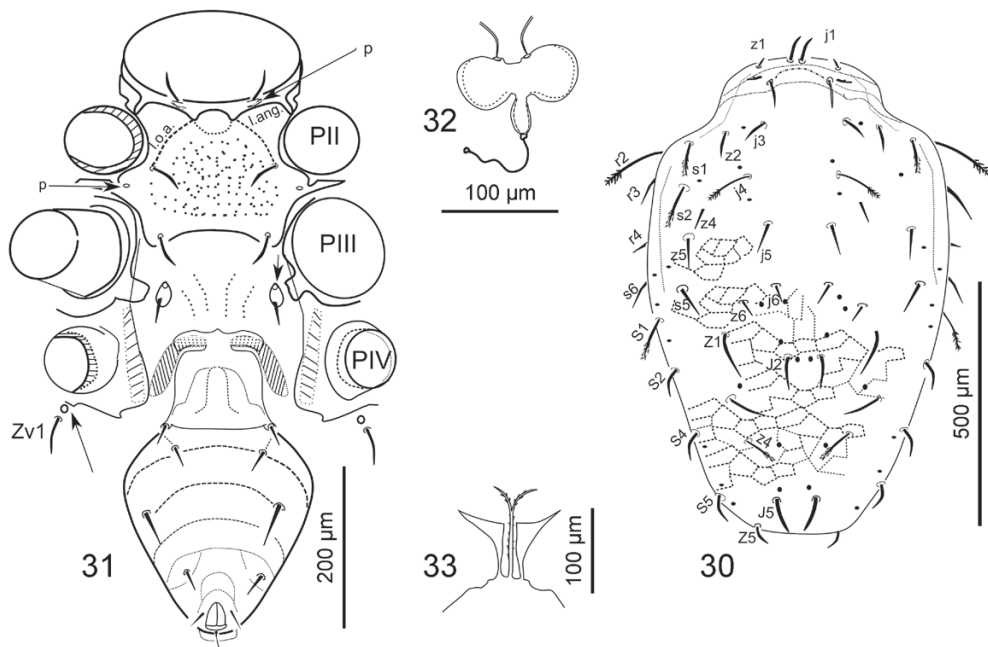 p
PII
l.o.a.
l.ang.
p
PIII
PIV
Zv1
31
200 µm
32
100 µm
33
100 µm
z1
j1
r2
s1
z2
j3
r3
s2
j4
z4
r4
z5
j5
s6
s5
z6
j6
S1
Z1
J2
S2
S4
z4
S5
J5
Z5
30
500 µm